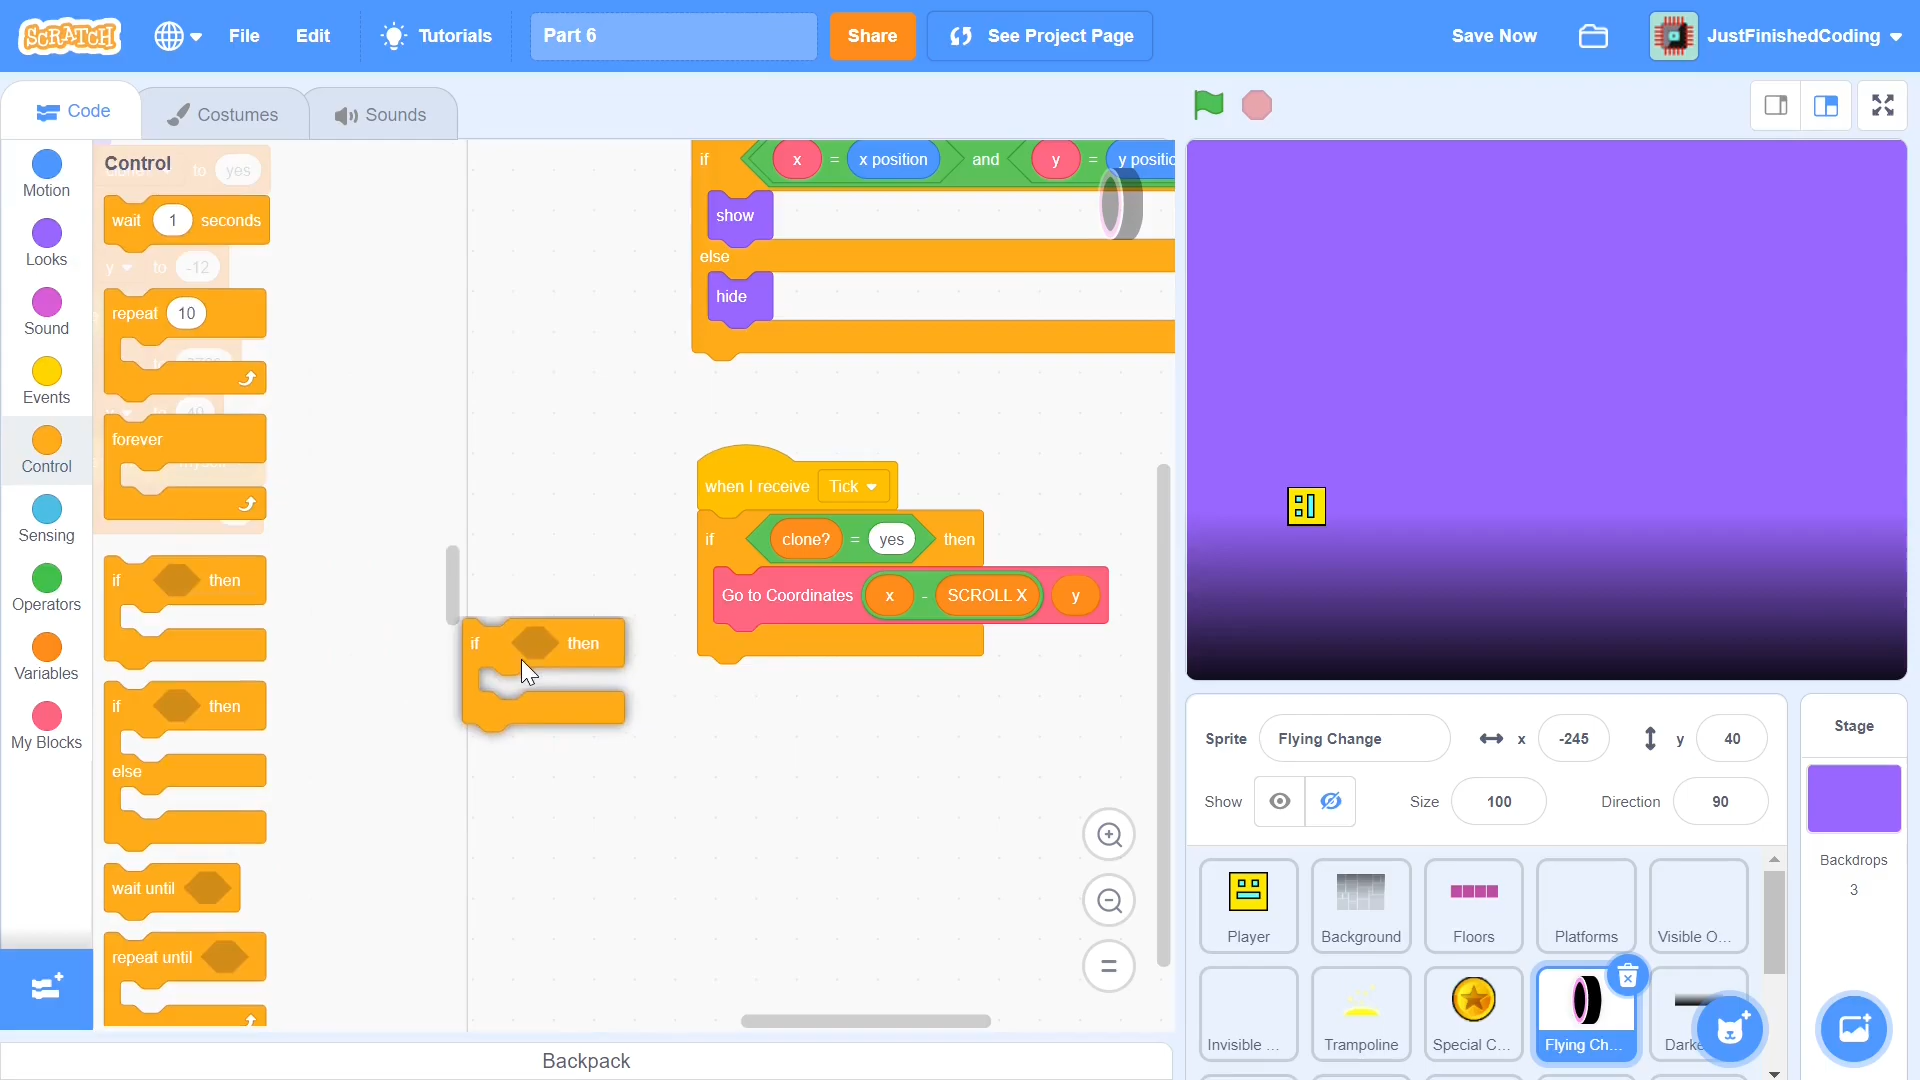 SCRATCH
File
Edit
Tutorials
Part 6
Share
See Project Page
Save Now
JustFinishedCoding
Code
Costumes
Sounds
Motion
Looks
Sound
Events
Control
Sensing
Operators
Variables
My Blocks
Control
to yes
wait 1 seconds
y to -12
repeat 10
forever
if then
if then
else
wait until
repeat until
if x = x position and y = y positio
show
else
hide
when I receive Tick
if clone? = yes then
Go to Coordinates x - SCROLL X y
if then
Backpack
Sprite Flying Change x -245 y 40
Show Size 100 Direction 90
Player
Background
Floors
Platforms
Visible O...
Invisible ...
Trampoline
Special C...
Flying Ch...
Darke
Stage
Backdrops
3